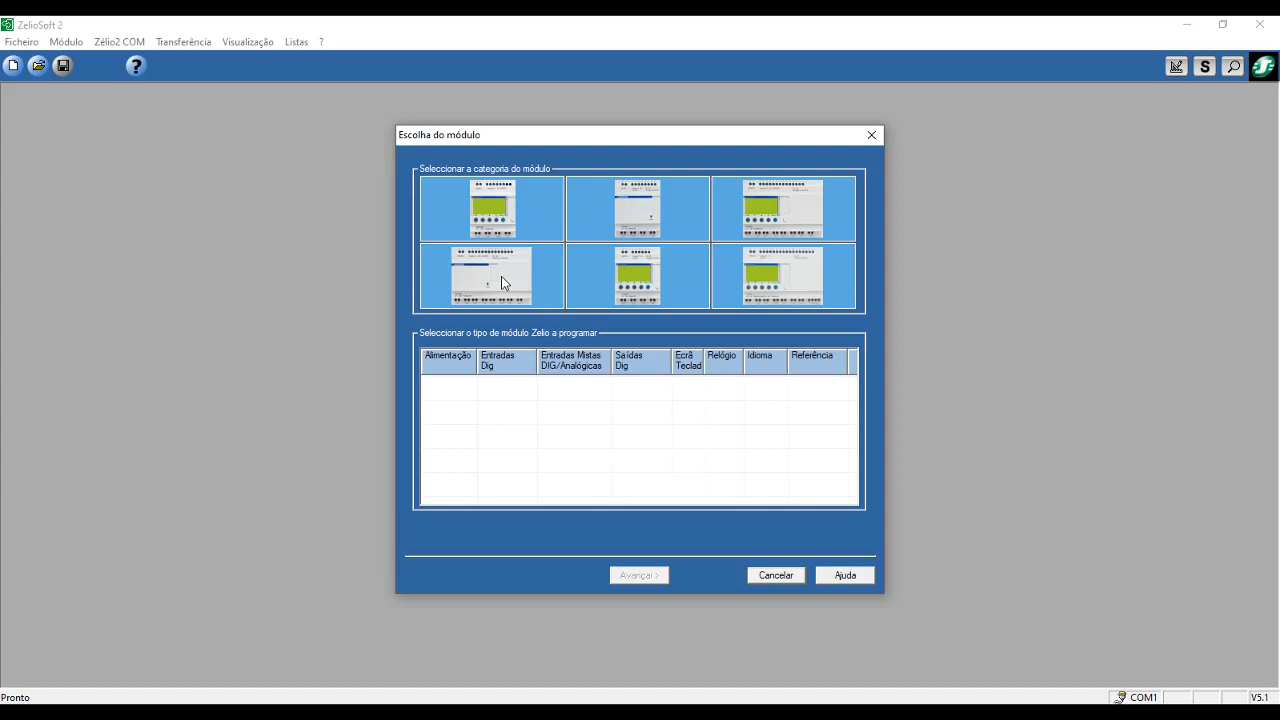 ZelioSoft 2
Ficheiro Módulo Zélio2 COM Transferência Visualização Listas ?
?
S
Escolha do módulo
Seleccionar a categoria do módulo
Seleccionar o tipo de módulo Zelio a programar
Alimentação Entradas Dig Entradas Mistas DIG/Analógicas Saídas Dig Ecrã Teclad Relógio Idioma Referência
Avançar > Cancelar Ajuda
Pronto COM1 V5.1